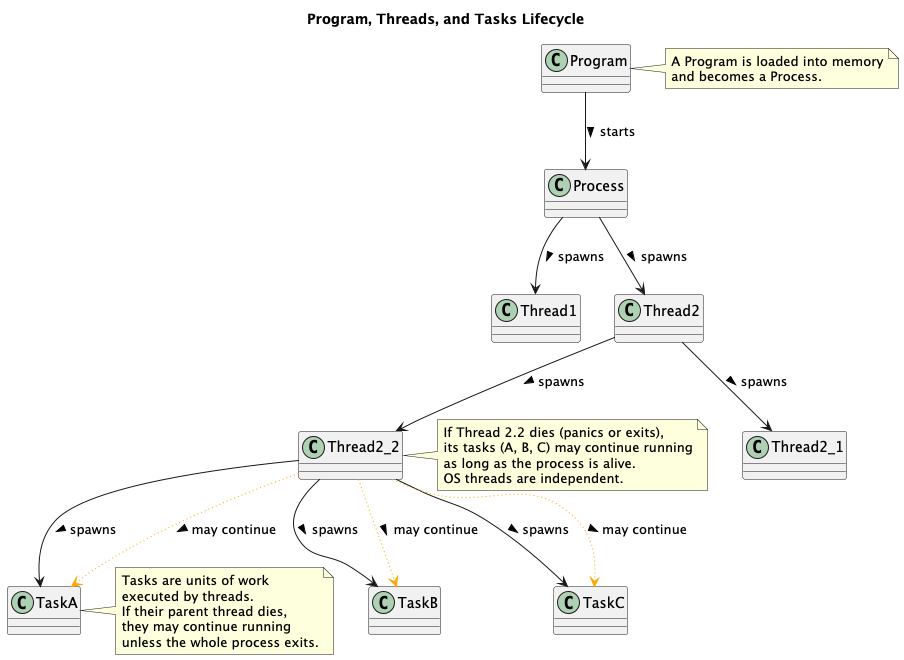 Program, Threads, and Tasks Lifecycle
C Program
A Program is loaded into memory
and becomes a Process.
starts
C Process
spawns
spawns
C Thread1
C Thread2
spawns
spawns
C Thread2_2
If Thread 2.2 dies (panics or exits),
its tasks (A, B, C) may continue running
as long as the process is alive.
OS threads are independent.
C Thread2_1
spawns
may continue
spawns
may continue
spawns
may continue
C TaskA
Tasks are units of work
executed by threads.
If their parent thread dies,
they may continue running
unless the whole process exits.
C TaskB
C TaskC